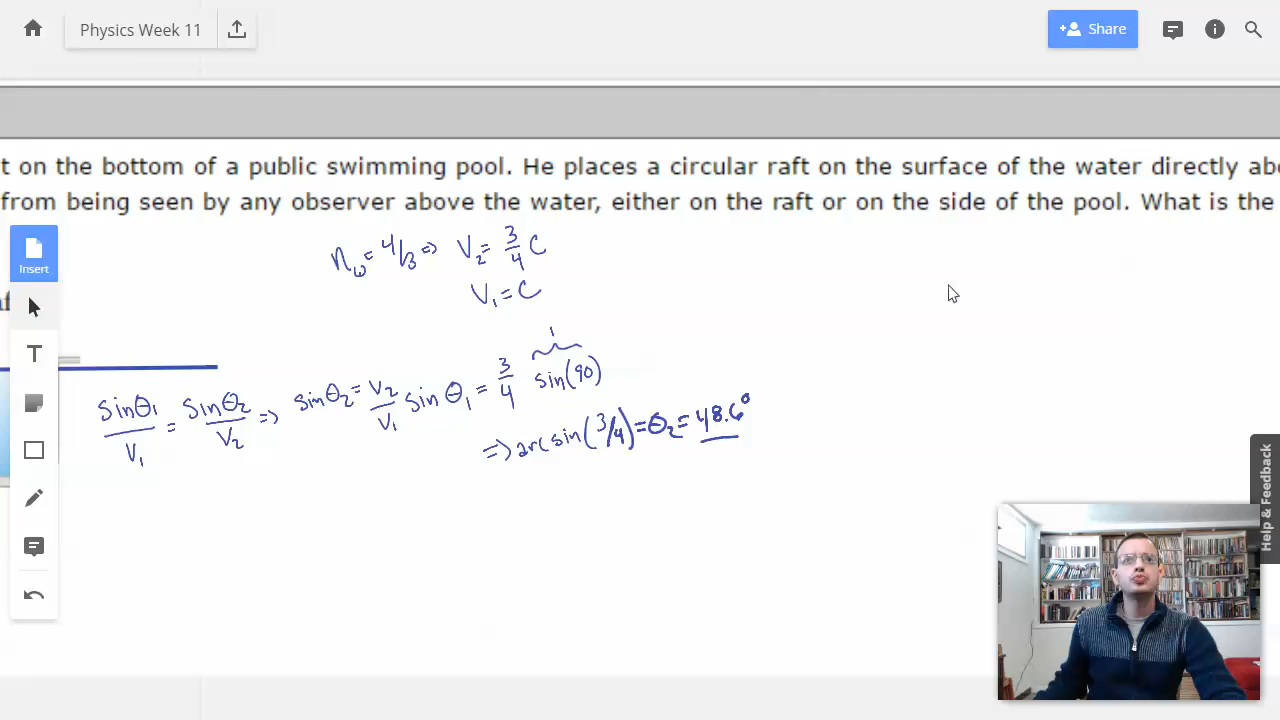 Physics Week 11
Share
t on the bottom of a public swimming pool. He places a circular raft on the surface of the water directly abo
from being seen by any observer above the water, either on the raft or on the side of the pool. What is the
Insert
n_w = 4/3 => V_2 = 3/4 C
V_1 = C
T
sinθ_1/V_1 = sinθ_2/V_2 => sinθ_2 = V_2/V_1 sinθ_1 = 3/4 sin(90)
1
=> arcsin(3/4) = θ_2 = 48.6°
Help & Feedback